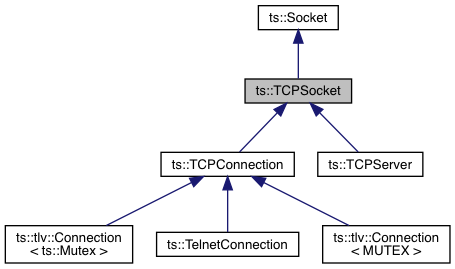 ts::Socket
ts::TCPSocket
ts::TCPConnection
ts::TCPServer
ts::tlv::Connection
< ts::Mutex >
ts::TelnetConnection
ts::tlv::Connection
< MUTEX >